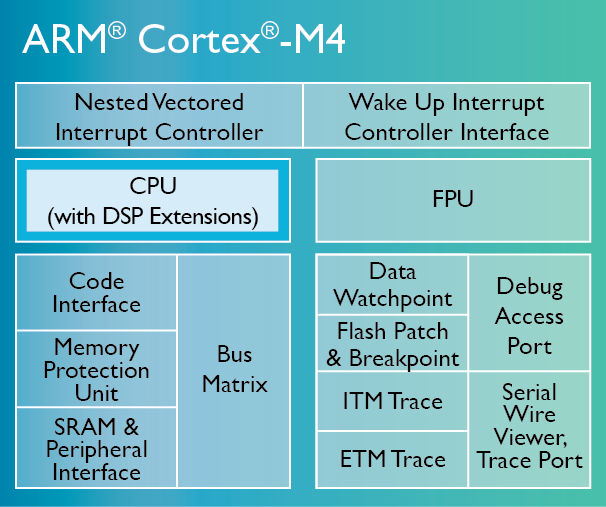 ARM® Cortex®-M4
Nested Vectored
Interrupt Controller
Wake Up Interrupt
Controller Interface
CPU
(with DSP Extensions)
FPU
Code
Interface
Memory
Protection
Unit
SRAM &
Peripheral
Interface
Bus
Matrix
Data
Watchpoint
Flash Patch
& Breakpoint
ITM Trace
ETM Trace
Debug
Access
Port
Serial
Wire
Viewer,
Trace Port